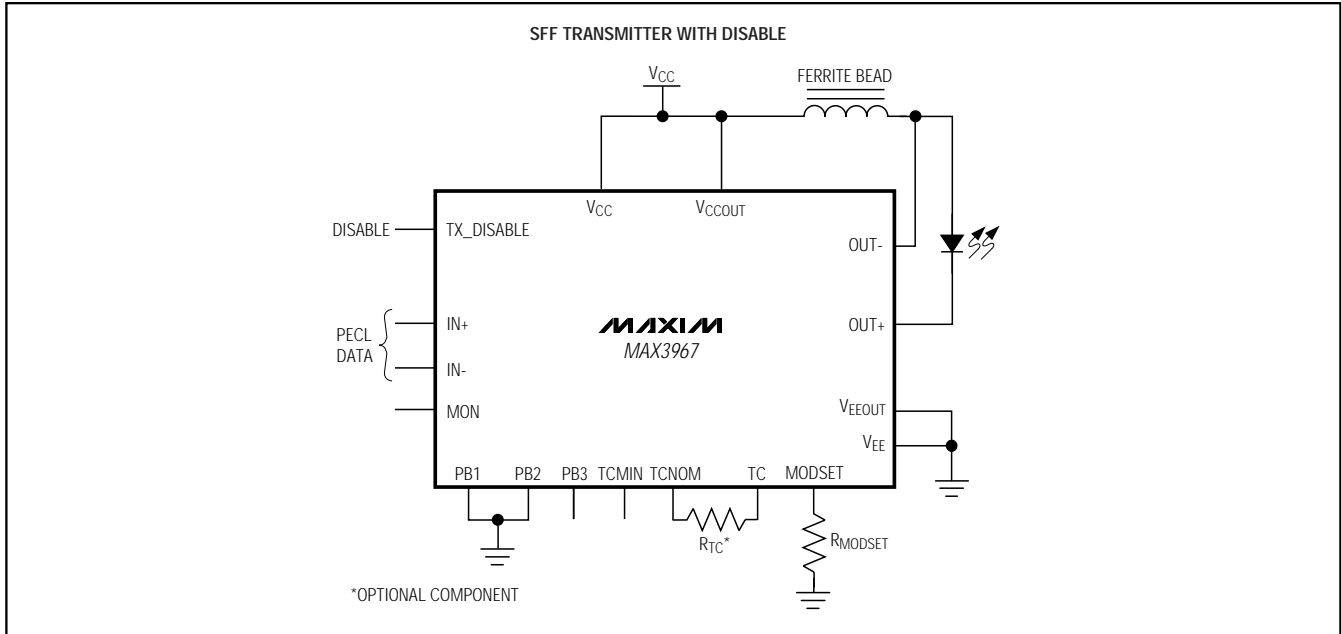 SFF TRANSMITTER WITH DISABLE
VCC
FERRITE BEAD
VCC
VCCOUT
DISABLE
TX_DISABLE
OUT-
PECL
DATA
IN+
MAXIM
MAX3967
OUT+
IN-
MON
VEEOUT
VEE
PB1
PB2
PB3
TCMIN
TCNOM
TC
MODSET
RTC*
RMODSET
*OPTIONAL COMPONENT